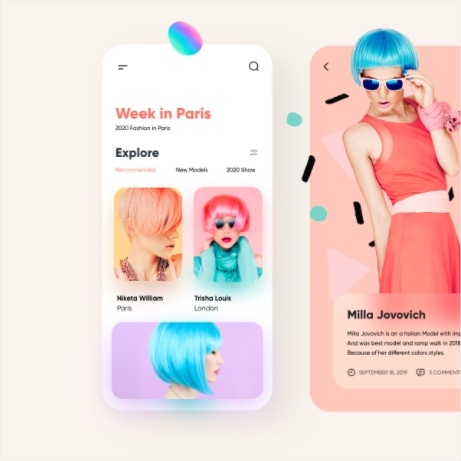 Week in Paris
2020 Fashion in Paris
Explore
Recommended
New Models
2020 Show
Niketa William
Paris
Trisha Louis
London
Milla Jovovich
Milla Jovovich is an a Italian Model with
And was best model and ramp walk in 2018
Because of her different colors styles.
SEPTEMBER 18, 2019
3 COMMENT